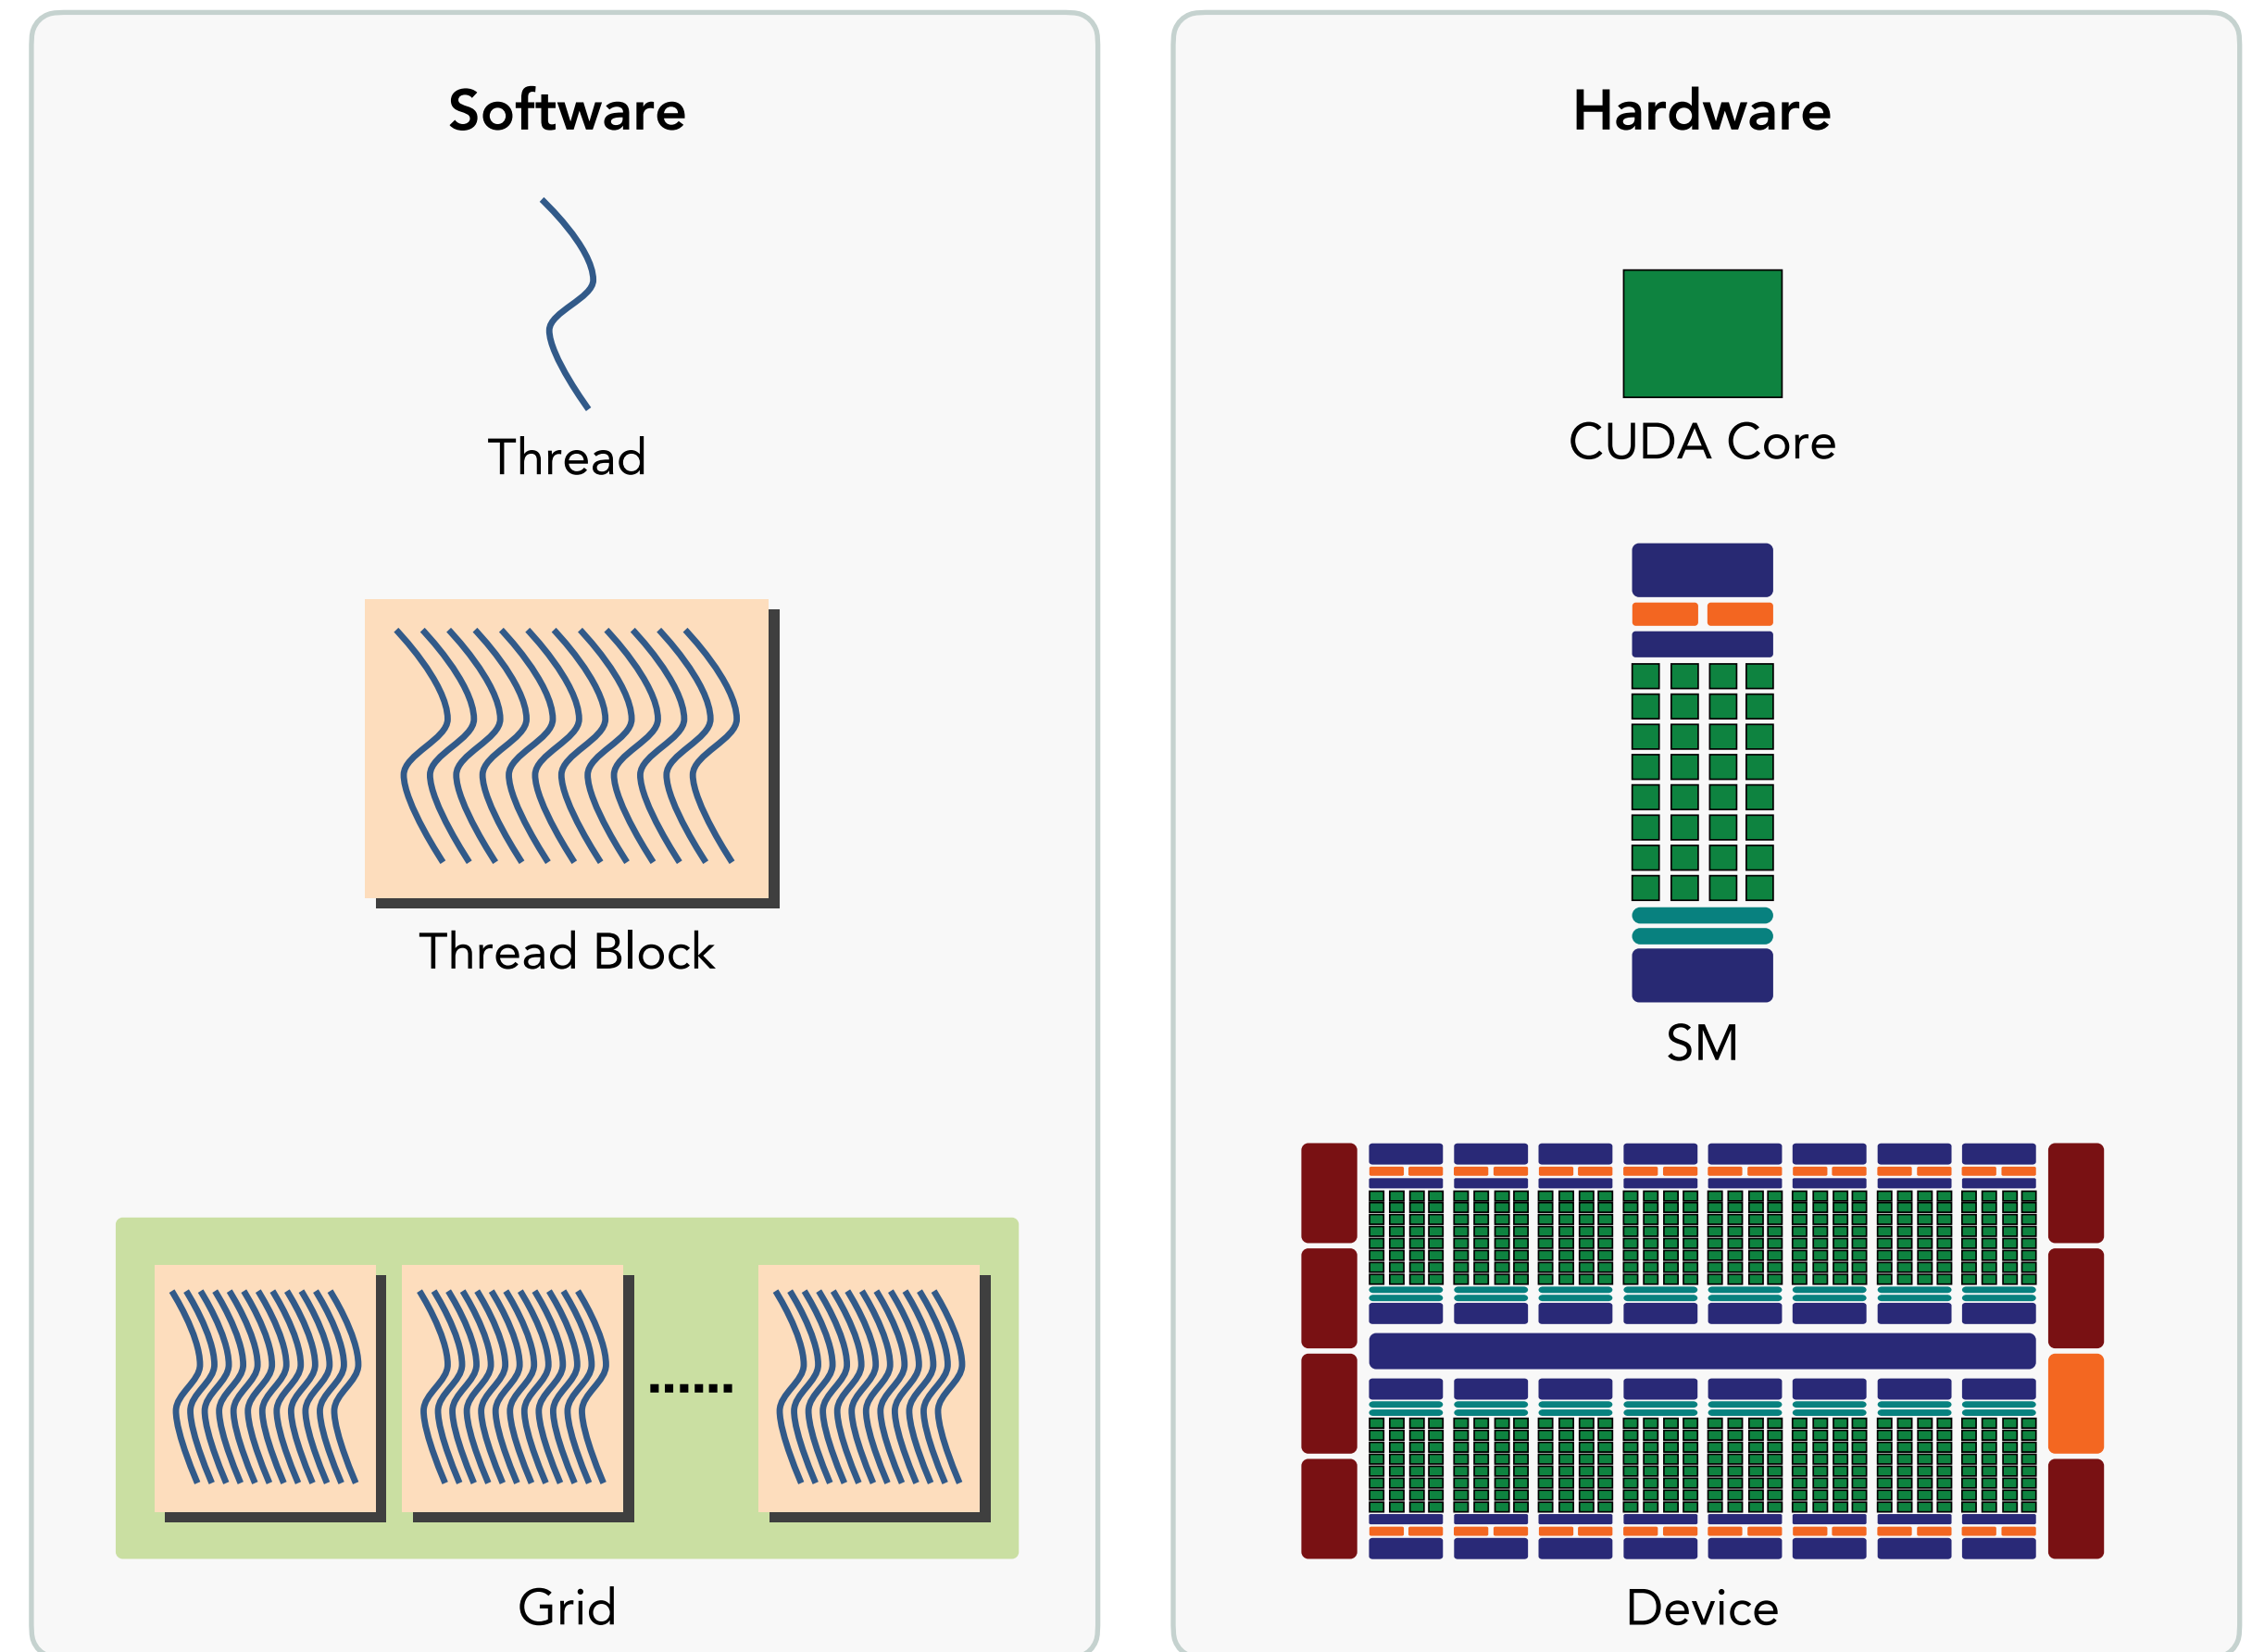 Software
Thread
Thread Block
Grid
Hardware
CUDA Core
SM
Device